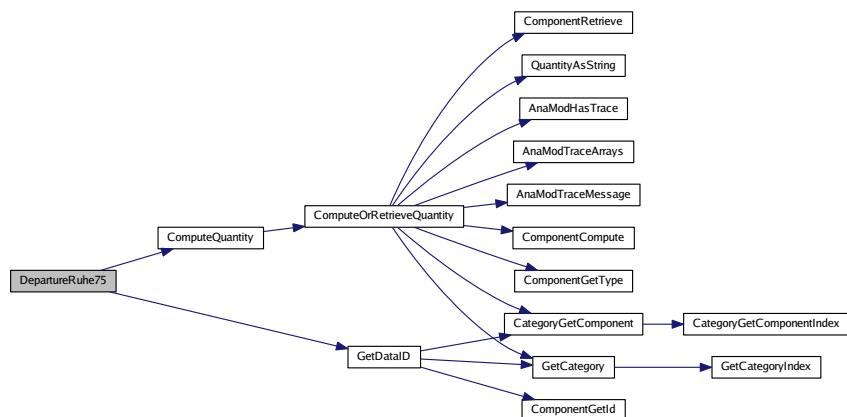 ComponentRetrieve
QuantityAsString
AnaModHasTrace
AnaModTraceArrays
AnaModTraceMessage
ComputeOrRetrieveQuantity
ComputeQuantity
ComponentCompute
DepartureRuhe75
ComponentGetType
CategoryGetComponent
CategoryGetComponentIndex
GetDataID
GetCategory
GetCategoryIndex
ComponentGetId